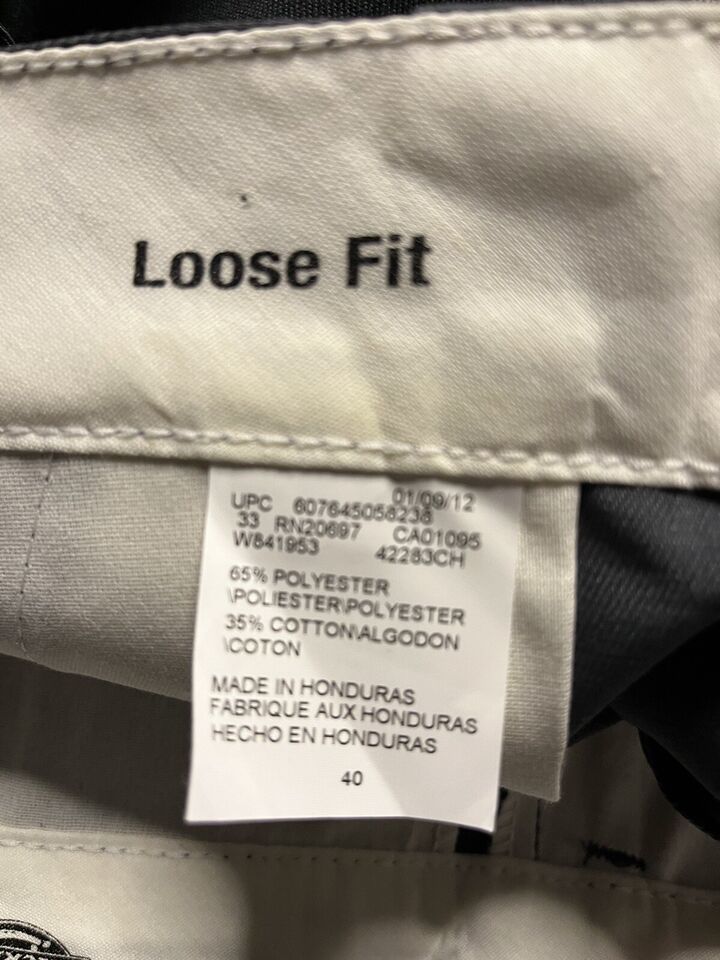 Loose Fit
01/09/12
UPC 607645058238
33 RN20697 CA01095
W841953 42283CH
65% POLYESTER
\POLIESTER\POLYESTER
35% COTTON\ALGODON
\COTON
MADE IN HONDURAS
FABRIQUE AUX HONDURAS
HECHO EN HONDURAS
40